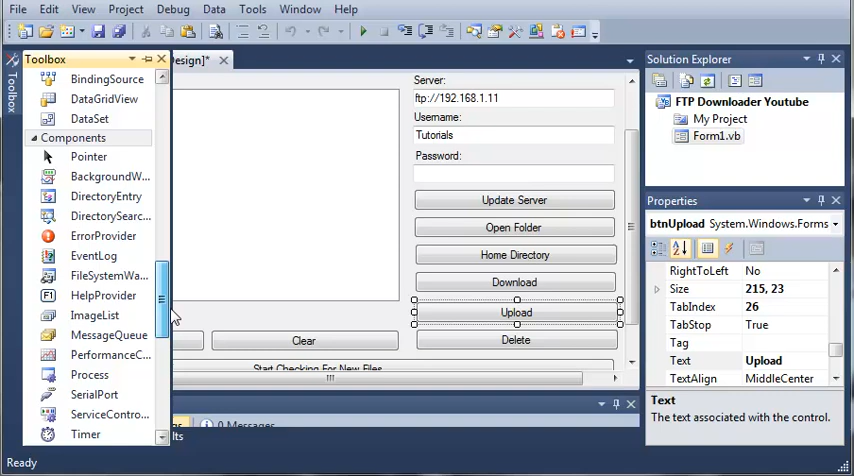 File Edit View Project Debug Data Tools Window Help
Toolbox
Toolbox
BindingSource
DataGridView
DataSet
Components
Pointer
BackgroundW...
DirectoryEntry
DirectorySearc...
ErrorProvider
EventLog
FileSystemWa...
HelpProvider
ImageList
MessageQueue
PerformanceC...
Process
SerialPort
ServiceContro...
Timer
Design]*
Server:
ftp://192.168.1.11
Username:
Tutorials
Password:
Update Server
Open Folder
Home Directory
Download
Upload
Clear
Delete
Start Checking For New Files
0 Messages
Solution Explorer
FTP Downloader Youtube
My Project
Form1.vb
Properties
btnUpload System.Windows.Forms
RightToLeft No
Size 215, 23
TabIndex 26
TabStop True
Tag
Text Upload
TextAlign MiddleCenter
Text
The text associated with the control.
Ready